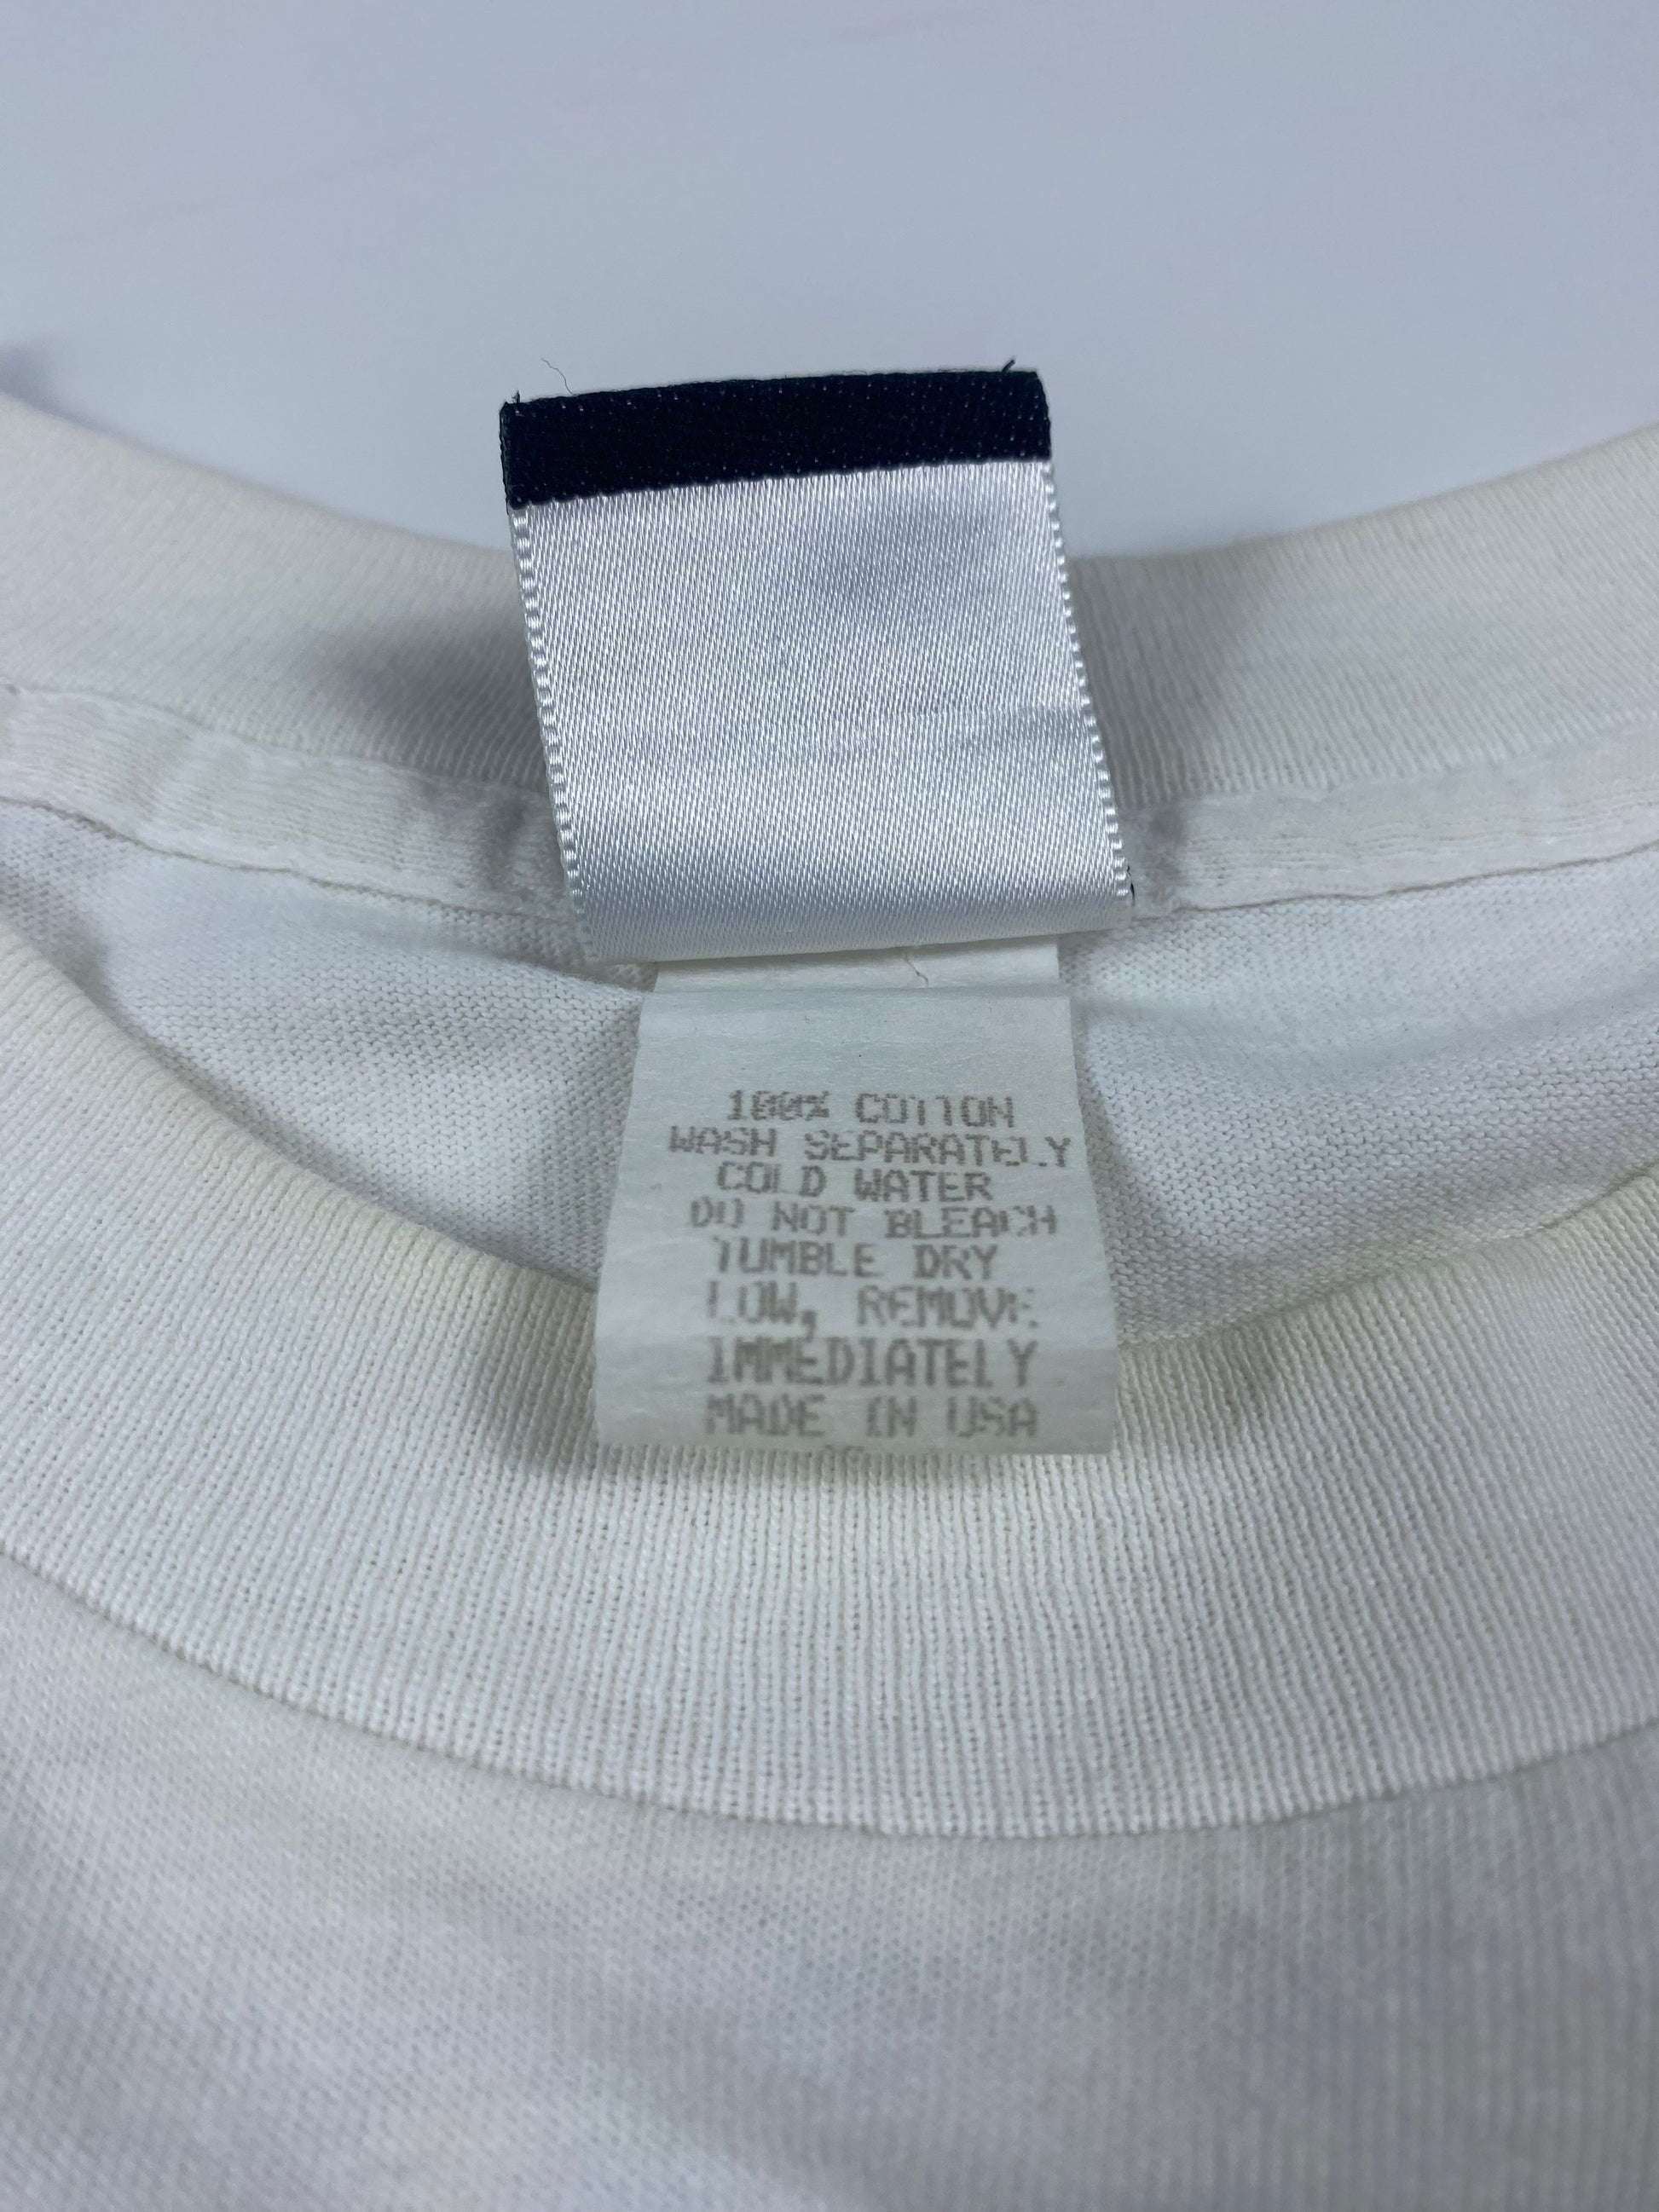 100% COTTON
WASH SEPARATELY
COLD WATER
DO NOT BLEACH
TUMBLE DRY
LOW, REMOVE
IMMEDIATELY
MADE IN USA